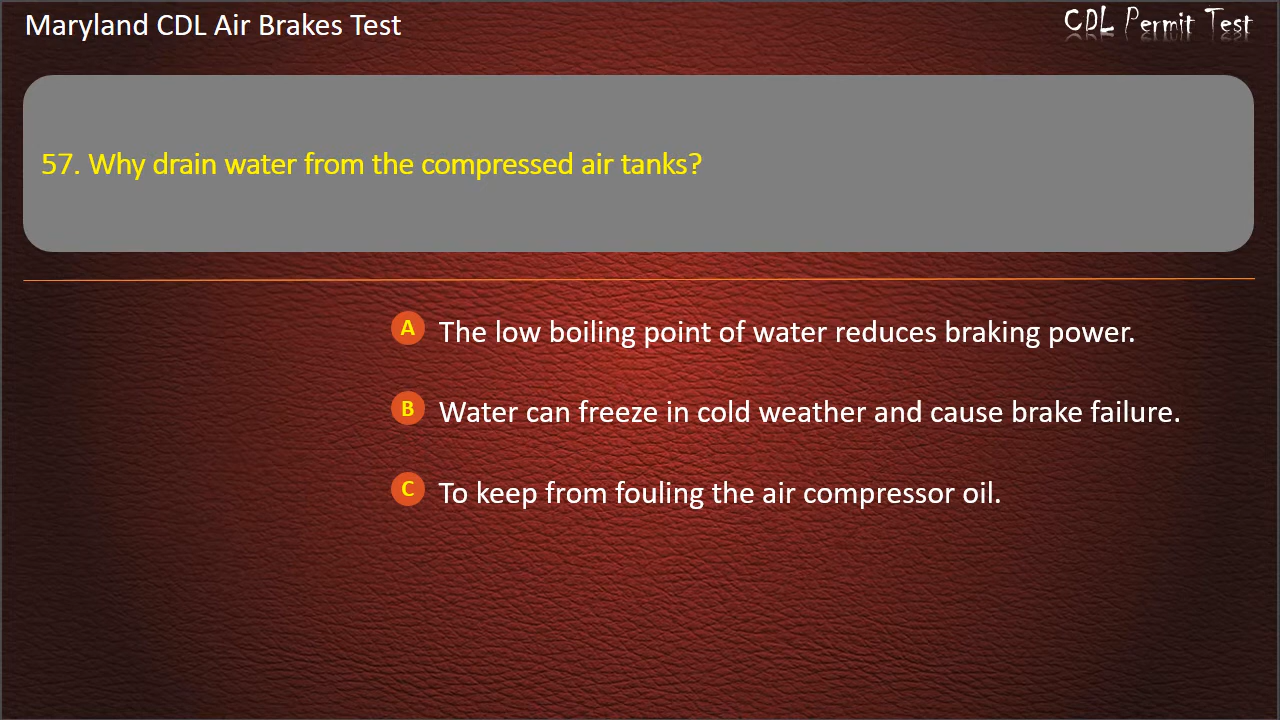 Maryland CDL Air Brakes Test
CDL Permit Test
57. Why drain water from the compressed air tanks?
A The low boiling point of water reduces braking power.
B Water can freeze in cold weather and cause brake failure.
C To keep from fouling the air compressor oil.